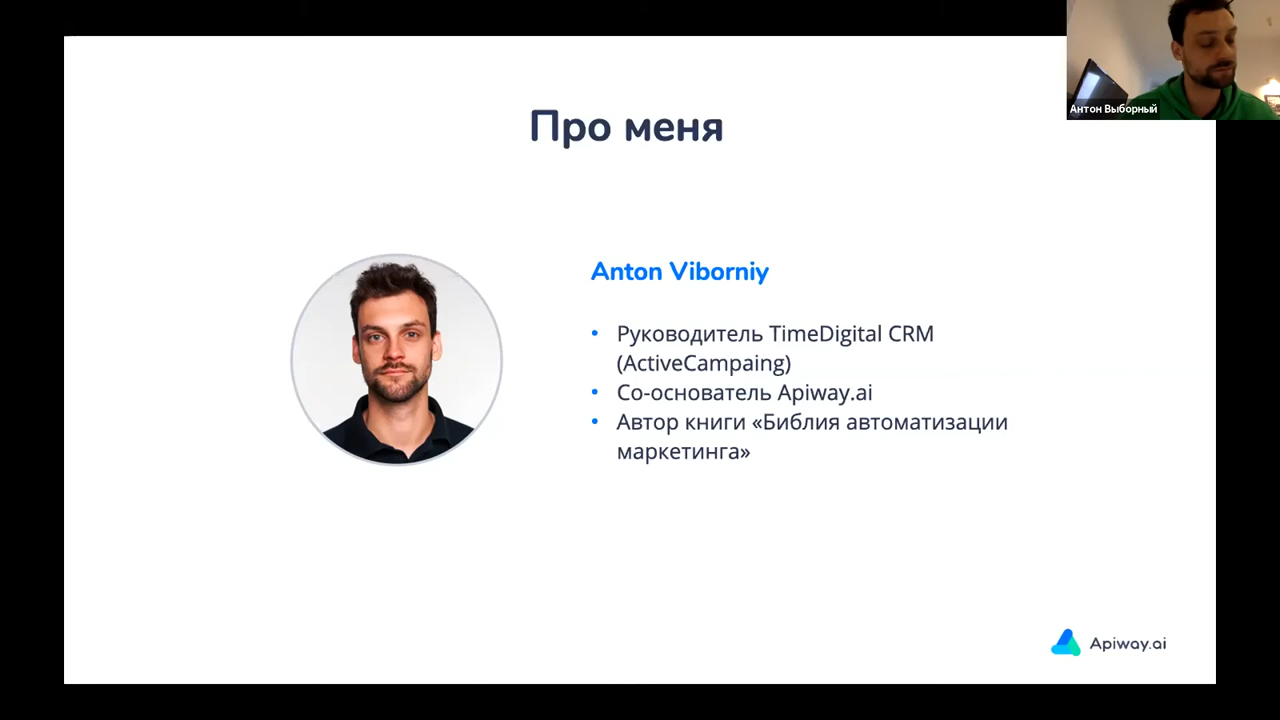 Антон Выборный
Про меня
Anton Viborniy
• Руководитель TimeDigital CRM
(ActiveCampaing)
• Со-основатель Apiway.ai
• Автор книги «Библия автоматизации
маркетинга»
Apiway.ai